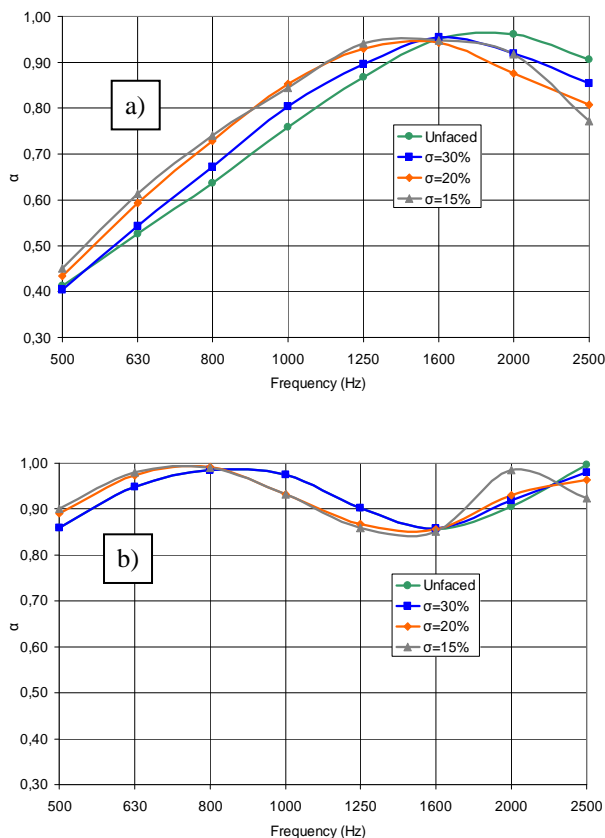 1,00
0,90
0,80
0,70
0,60
0,50
0,40
0,30
α
a)
Unfaced
σ=30%
σ=20%
σ=15%
500 630 800 1000 1250 1600 2000 2500
Frequency (Hz)
1,00
0,90
0,80
0,70
0,60
0,50
0,40
0,30
α
b)
Unfaced
σ=30%
σ=20%
σ=15%
500 630 800 1000 1250 1600 2000 2500
Frequency (Hz)